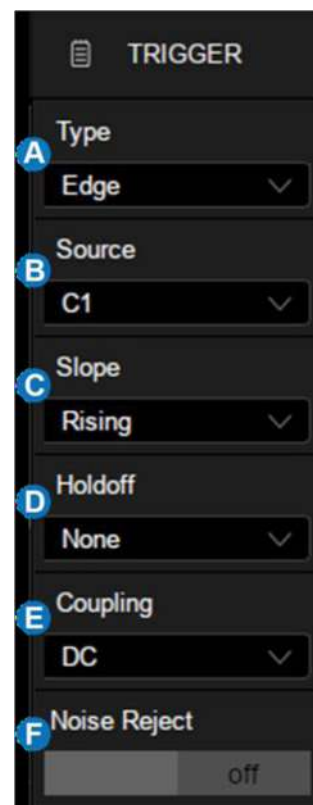 TRIGGER
Type
A
Edge
Source
B
C1
Slope
C
Rising
Holdoff
D
None
Coupling
E
DC
Noise Reject
F
off